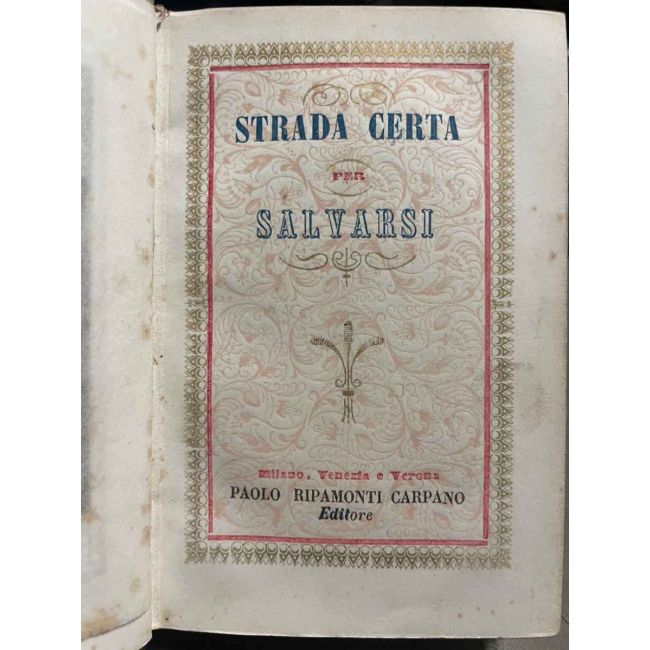 STRADA CERTA
PER
SALVARSI
Milano, Venezia e Verona
PAOLO RIPAMONTI CARPANO
Editore